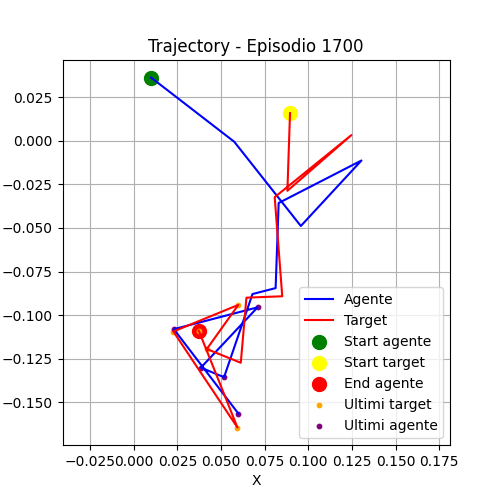 Trajectory - Episodio 1700
0.025
0.000
−0.025
−0.050
−0.075
−0.100
−0.125
−0.150
Agente
Target
Start agente
Start target
End agente
Ultimi target
Ultimi agente
−0.025 0.000 0.025 0.050 0.075 0.100 0.125 0.150 0.175
X